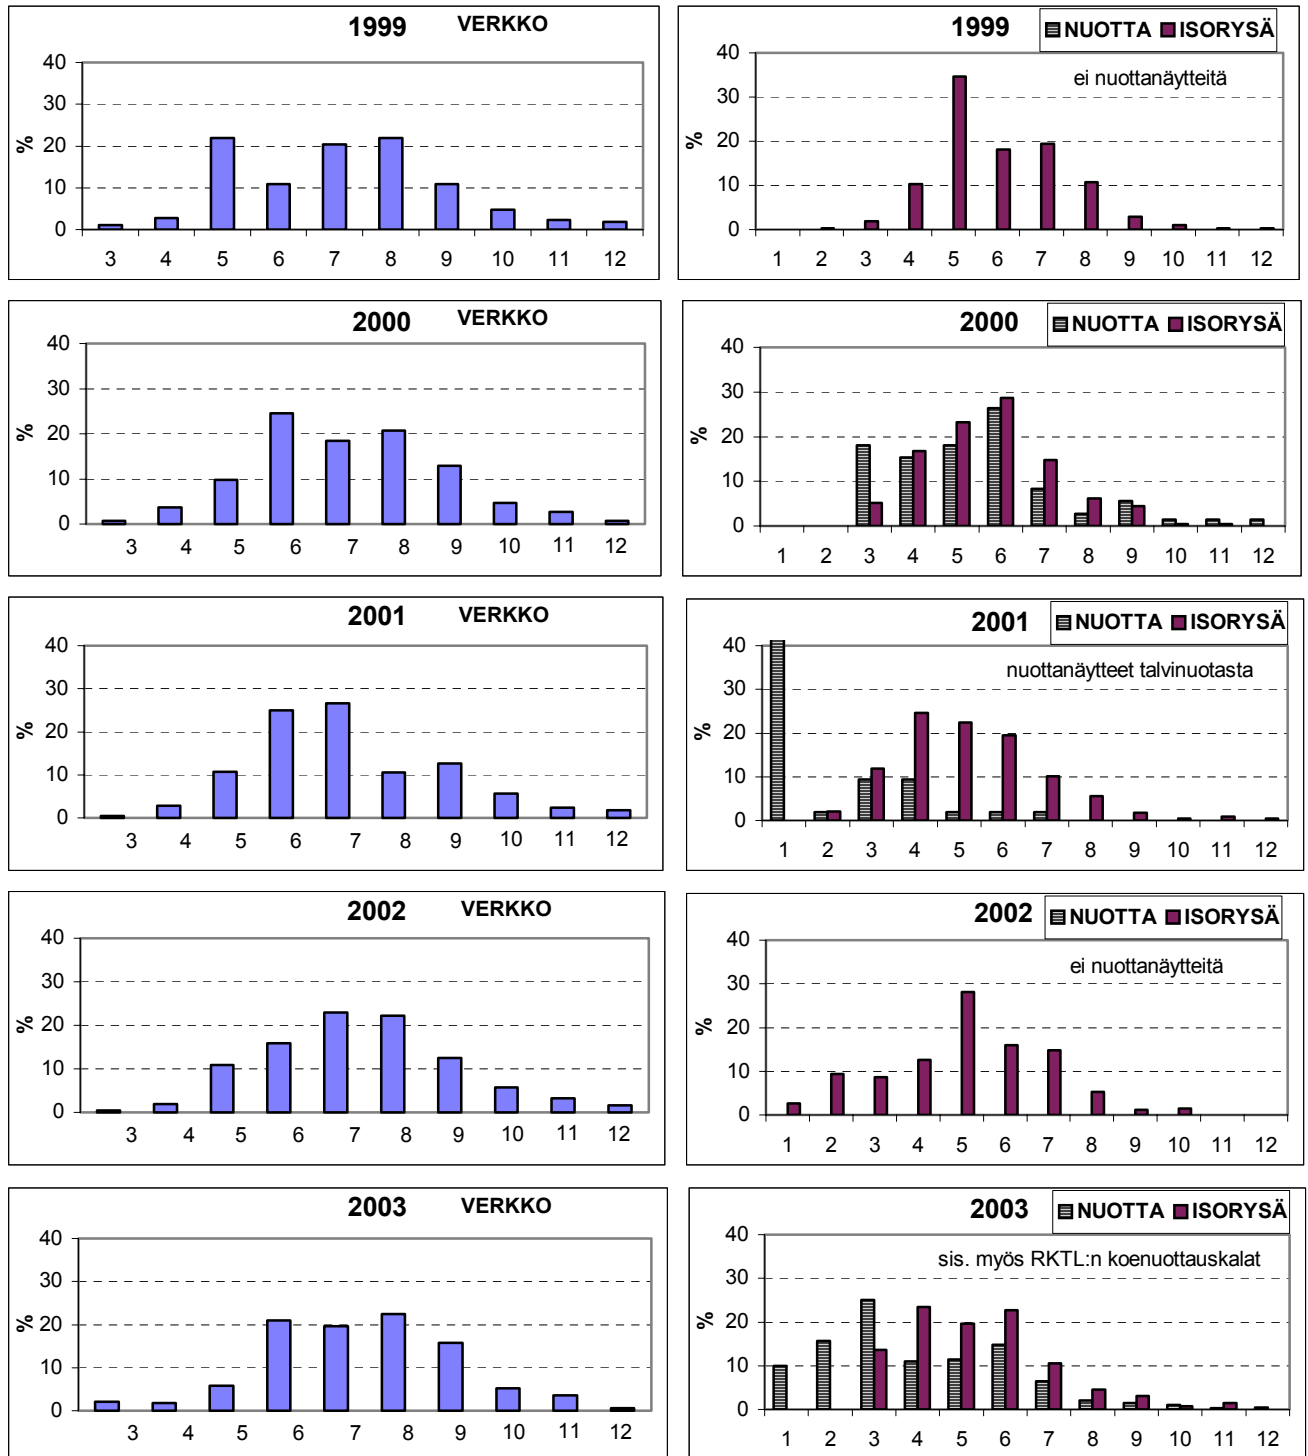 1999 VERKKO
40
30
20
10
0
%
3 4 5 6 7 8 9 10 11 12
1999 NUOTTA ISORYSÄ
ei nuottanäytteitä
40
30
20
10
0
%
1 2 3 4 5 6 7 8 9 10 11 12
2000 VERKKO
40
30
20
10
0
%
3 4 5 6 7 8 9 10 11 12
2000 NUOTTA ISORYSÄ
40
30
20
10
0
%
1 2 3 4 5 6 7 8 9 10 11 12
2001 VERKKO
40
30
20
10
0
%
3 4 5 6 7 8 9 10 11 12
2001 NUOTTA ISORYSÄ
nuottanäytteet talvinuotasta
40
30
20
10
0
%
1 2 3 4 5 6 7 8 9 10 11 12
2002 VERKKO
40
30
20
10
0
%
3 4 5 6 7 8 9 10 11 12
2002 NUOTTA ISORYSÄ
ei nuottanäytteitä
40
30
20
10
0
%
1 2 3 4 5 6 7 8 9 10 11 12
2003 VERKKO
40
30
20
10
0
%
3 4 5 6 7 8 9 10 11 12
2003 NUOTTA ISORYSÄ
sis. myös RKTL:n koenuottauskalat
40
30
20
10
0
%
1 2 3 4 5 6 7 8 9 10 11 12